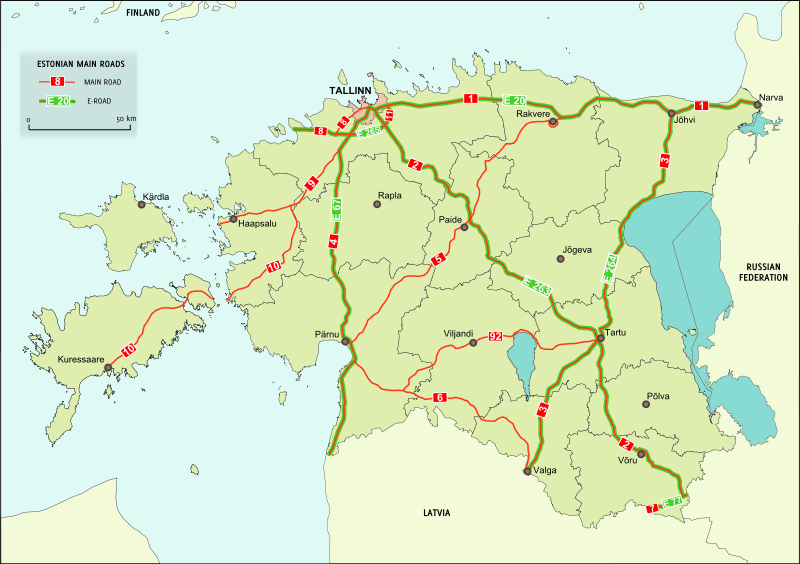 FINLAND
ESTONIAN MAIN ROADS
8 MAIN ROAD
E 20 E-ROAD
0 50 km
TALLINN
1
E 20
1
Narva
8
8
11
E 265
Rakvere
Jõhvi
2
3
9
Kärdla
Rapla
E 67
Haapsalu
Paide
4
5
Jõgeva
E 264
RUSSIAN
FEDERATION
10
E 263
Pärnu
Viljandi
92
Tartu
10
Kuressaare
6
3
Põlva
2
Võru
Valga
7
E 77
LATVIA